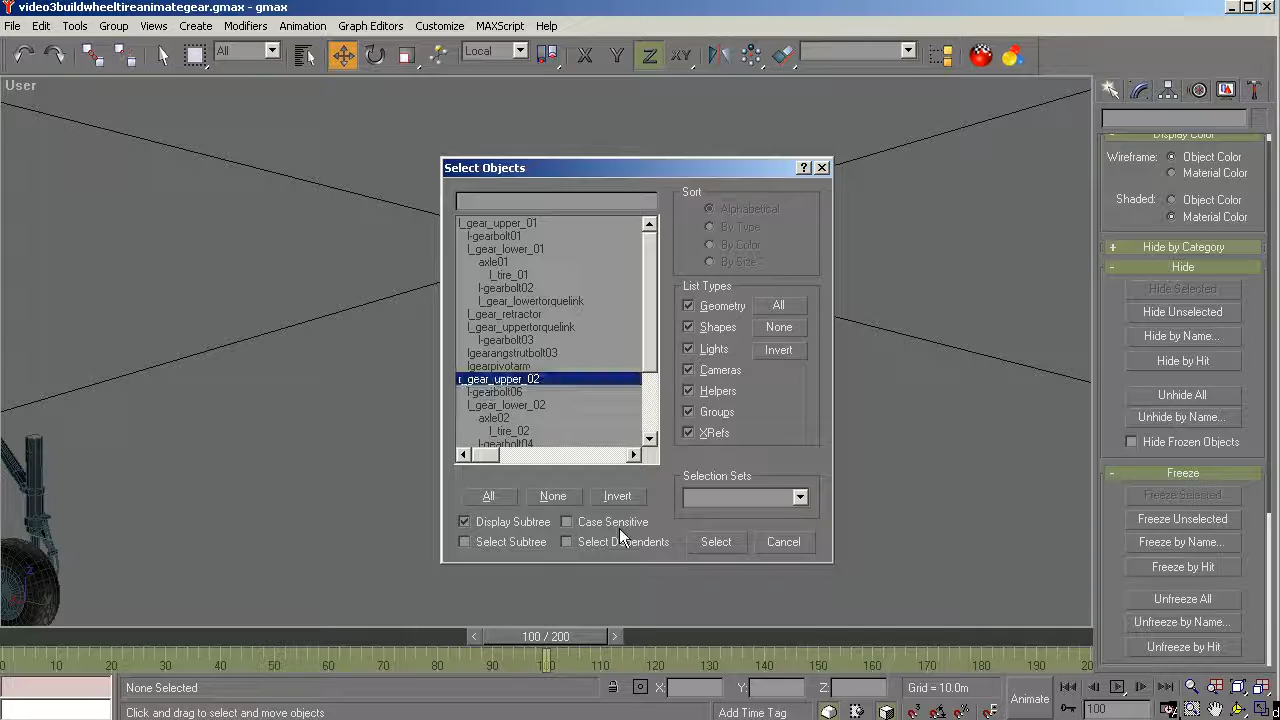 video3buildwheeltireanimategear.gmax - gmax
File Edit Tools Group Views Create Modifiers Animation Graph Editors Customize MAXScript Help
All Local X Y Z XY
User
Select Objects
l_gear_upper_01
l-gearbolt01
l_gear_lower_01
axle01
l_tire_01
l-gearbolt02
l_gear_lowertorquelink
l_gear_retractor
l_gear_uppertorquelink
l-gearbolt03
lgearangstrutbolt03
lgearpivotarm
r_gear_upper_02
l-gearbolt06
l_gear_lower_02
axle02
l_tire_02
l-gearbolt04
All None Invert
Display Subtree Case Sensitive
Select Subtree Select Dependents
Sort
Alphabetical
By Type
By Color
By Size
List Types
Geometry All
Shapes None
Lights Invert
Cameras
Helpers
Groups
XRefs
Selection Sets
Select Cancel
Display Color
Wireframe: Object Color
Material Color
Shaded: Object Color
Material Color
+ Hide by Category
- Hide
Hide Selected
Hide Unselected
Hide by Name...
Hide by Hit
Unhide All
Unhide by Name...
Hide Frozen Objects
- Freeze
Freeze Selected
Freeze Unselected
Freeze by Name...
Freeze by Hit
Unfreeze All
Unfreeze by Name...
Unfreeze by Hit
z
< 100 / 200 >
0 10 20 30 40 50 60 70 80 90 100 110 120 130 140 150 160 170 180 190 20
None Selected X: Y: Z: Grid = 10.0m
Click and drag to select and move objects Add Time Tag
Animate
100